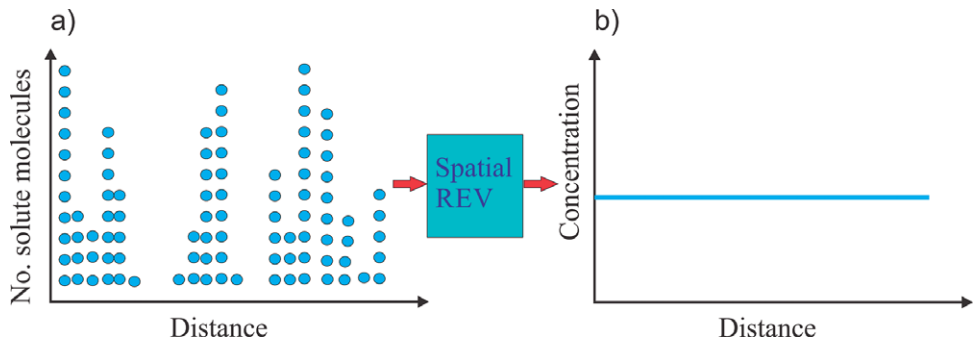 a)
No. solute molecules
Distance
Spatial
REV
b)
Concentration
Distance